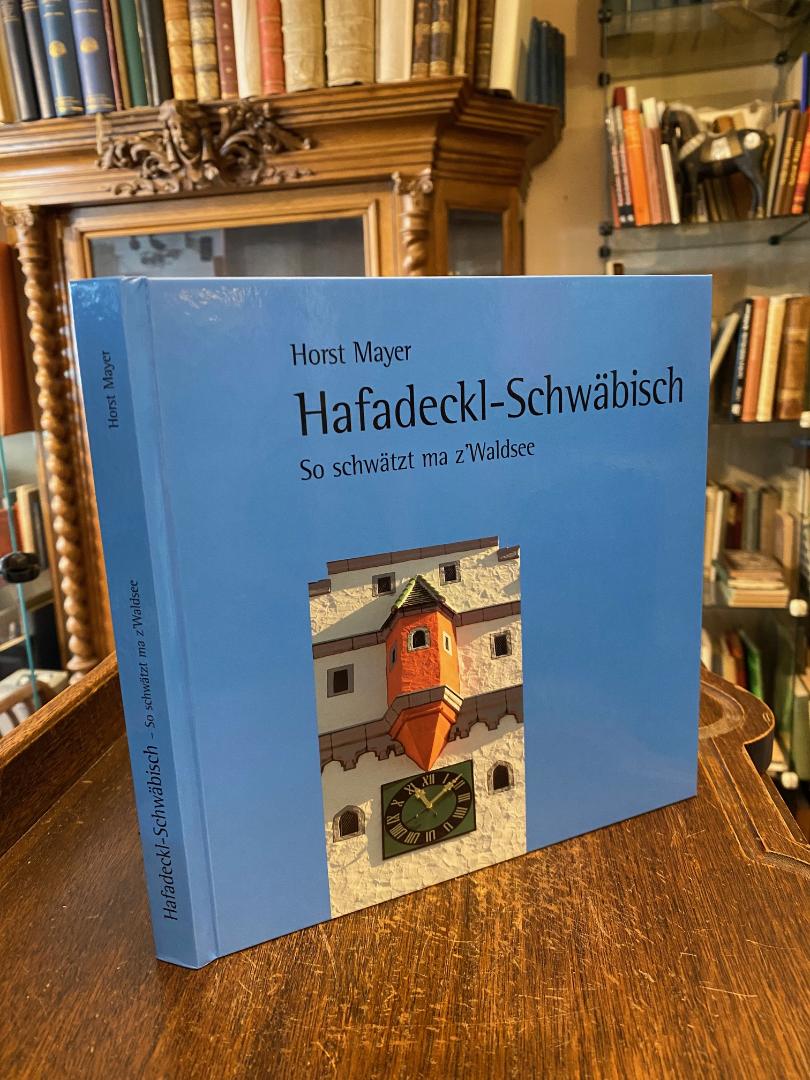 Horst Mayer
Hafadeckl-Schwäbisch
So schwätzt ma z'Waldsee
Horst Mayer
Hafadeckl-Schwäbisch – So schwätzt ma z'Waldsee